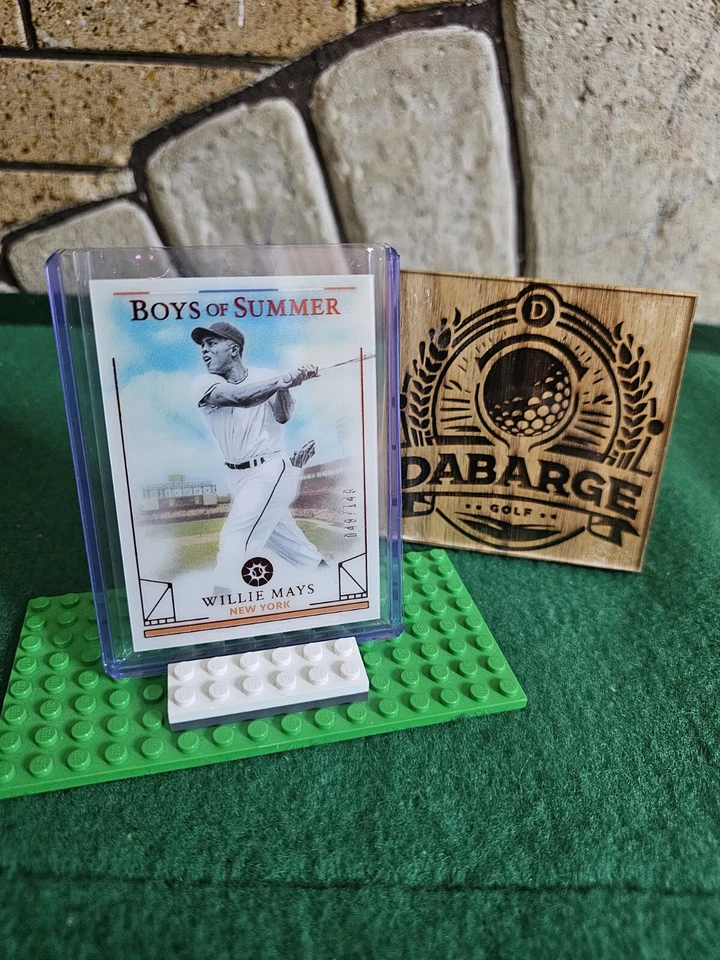 BOYS OF SUMMER
WILLIE MAYS
NEW YORK
D
DABARGE
GOLF